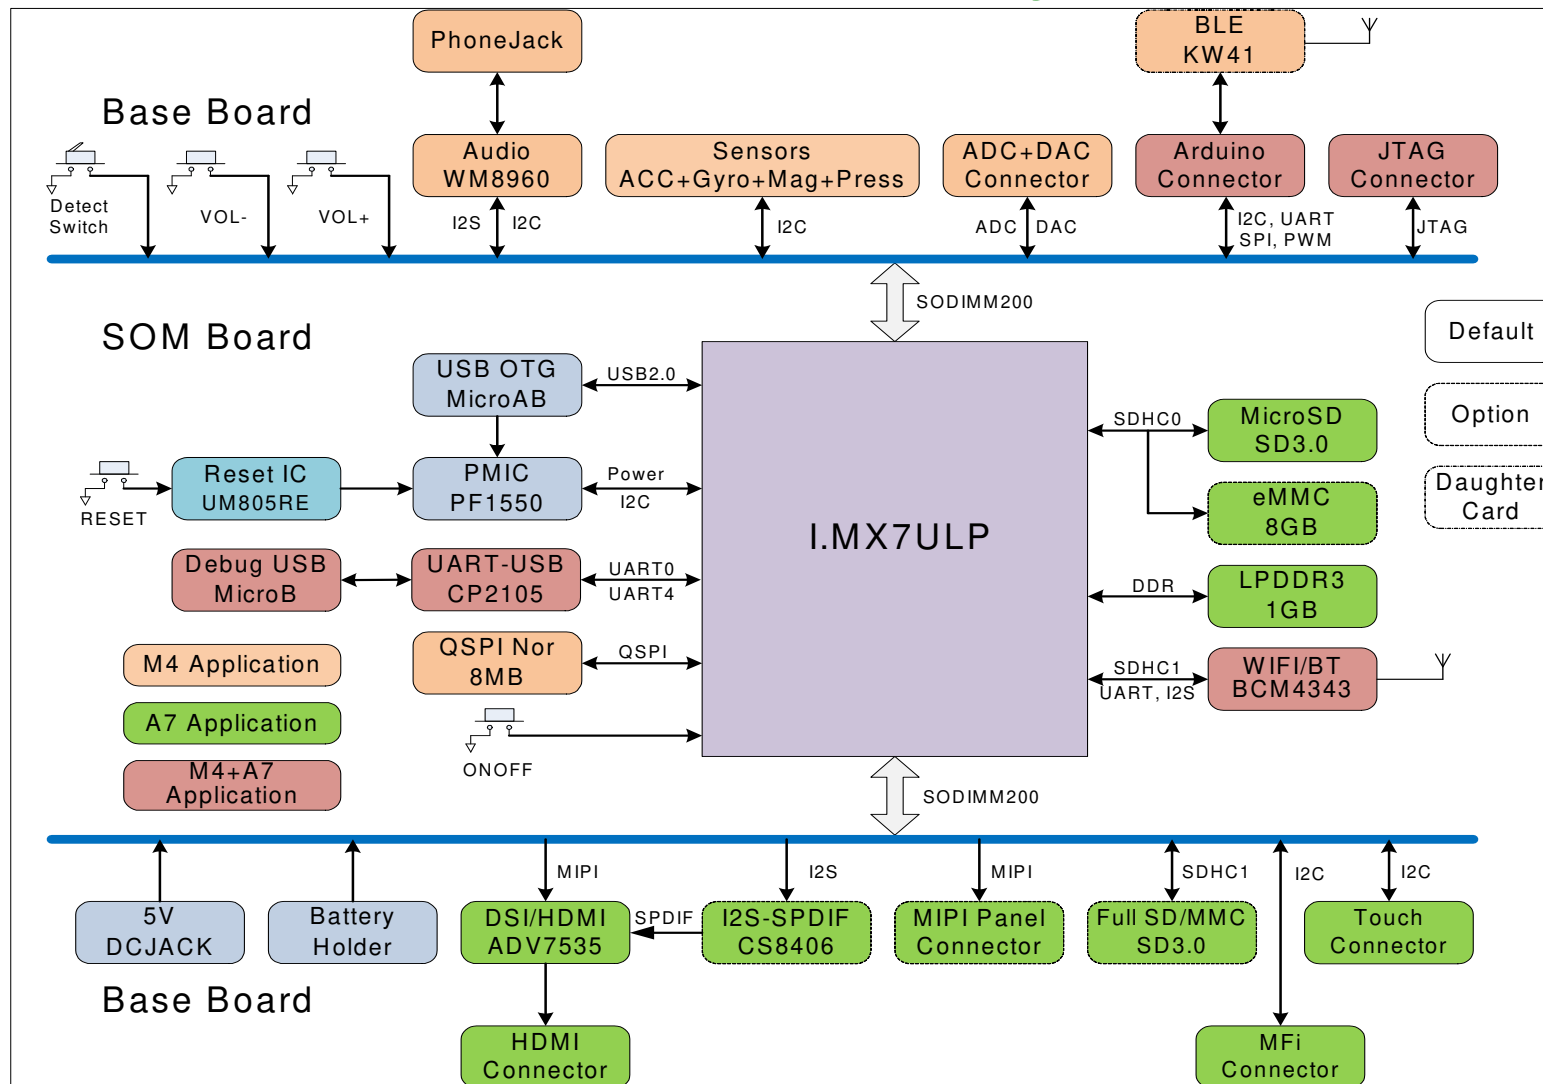 PhoneJack
BLE
KW41
Base Board
Audio
WM8960
Sensors
ACC+Gyro+Mag+Press
ADC+DAC
Connector
Arduino
Connector
JTAG
Connector
Detect
Switch
VOL-
VOL+
I2S
I2C
I2C
ADC
DAC
I2C, UART
SPI, PWM
JTAG
SODIMM200
SOM Board
Default
USB OTG
MicroAB
USB2.0
SDHC0
MicroSD
SD3.0
Option
Reset IC
UM805RE
PMIC
PF1550
Power
I2C
RESET
I.MX7ULP
eMMC
8GB
Daughter
Card
Debug USB
MicroB
UART-USB
CP2105
UART0
UART4
DDR
LPDDR3
1GB
M4 Application
QSPI Nor
8MB
QSPI
SDHC1
UART, I2S
WIFI/BT
BCM4343
A7 Application
ONOFF
M4+A7
Application
SODIMM200
MIPI
I2S
MIPI
SDHC1
I2C
I2C
5V
DCJACK
Battery
Holder
DSI/HDMI
ADV7535
SPDIF
I2S-SPDIF
CS8406
MIPI Panel
Connector
Full SD/MMC
SD3.0
Touch
Connector
Base Board
HDMI
Connector
MFi
Connector